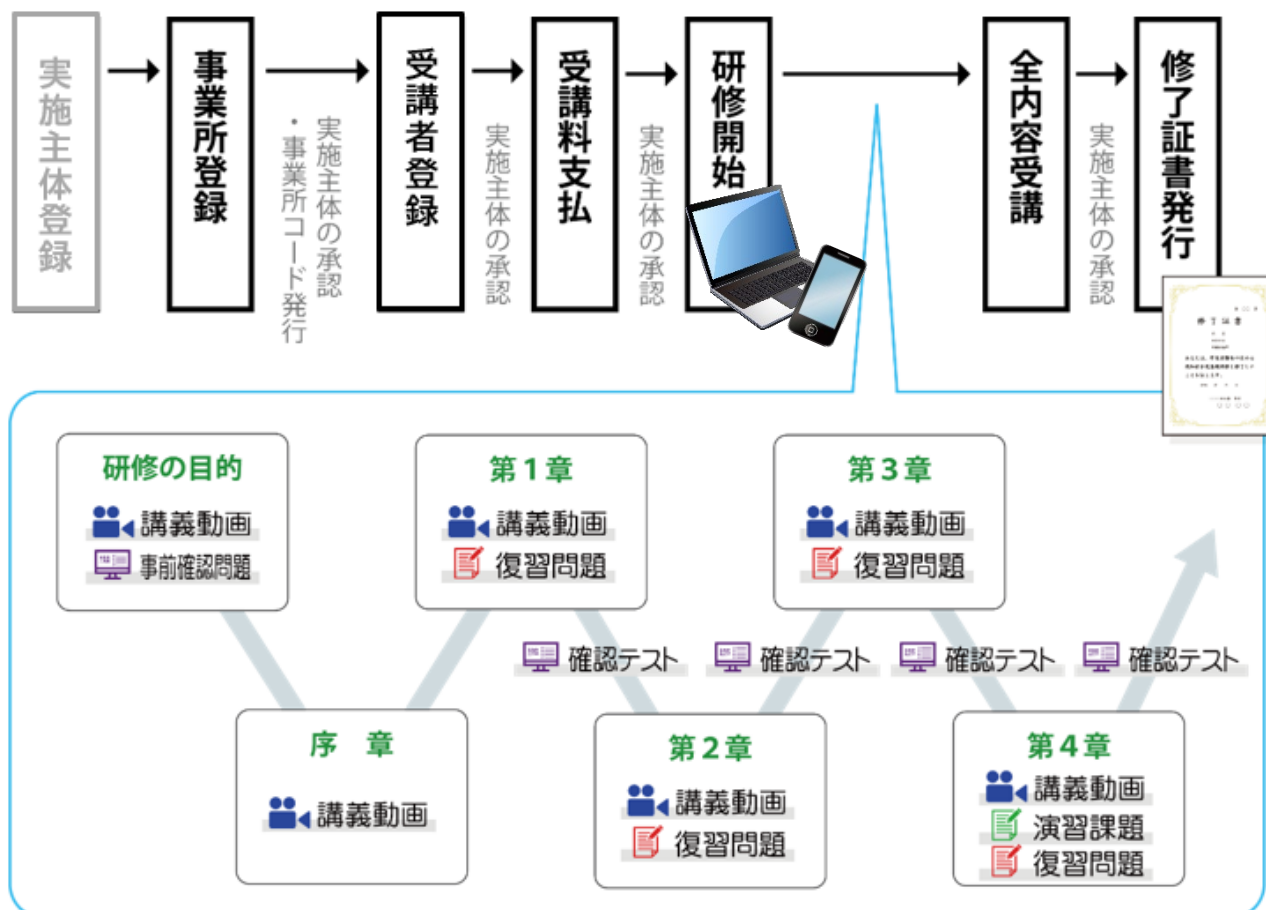 実施主体登録
事業所登録
実施主体の承認
・事業所コード発行
受講者登録
実施主体の承認
受講料支払
実施主体の承認
研修開始
全内容受講
実施主体の承認
修了証書発行
修了証書
研修の目的
講義動画
事前確認問題
第1章
講義動画
復習問題
第3章
講義動画
復習問題
確認テスト
確認テスト
確認テスト
確認テスト
序 章
講義動画
第2章
講義動画
復習問題
第4章
講義動画
演習課題
復習問題